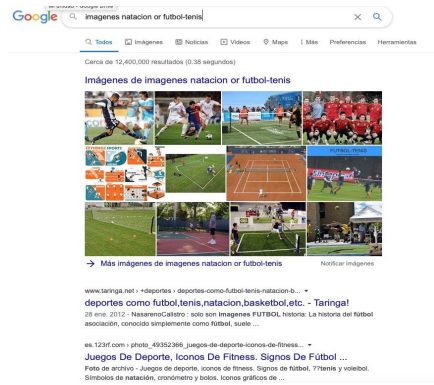 Google
imagenes natacion or futbol-tenis
Todos Imágenes Noticias Videos Maps Más Preferencias Herramientas
Cerca de 12,400,000 resultados (0.38 segundos)
Imágenes de imagenes natacion or futbol-tenis
FUTBOL-TENIS
Más imágenes de imagenes natacion or futbol-tenis Notificar imágenes
www.taringa.net › +deportes › deportes-como-futbol-tenis-natacion-b...
deportes como futbol,tenis,natacion,basketbol,etc. - Taringa!
28 ene. 2012 - NasarenoCalistro : solo son imagenes FUTBOL historia: La historia del fútbol
asociación, conocido simplemente como fútbol, suele ...
es.123rf.com › photo_49352366_juegos-de-deporte-iconos-de-fitness...
Juegos De Deporte, Iconos De Fitness. Signos De Fútbol ...
Foto de archivo - Juegos de deporte, iconos de fitness. Signos de fútbol, ??tenis y voleibol.
Símbolos de natación, cronómetro y bolos. Iconos gráficos de ...